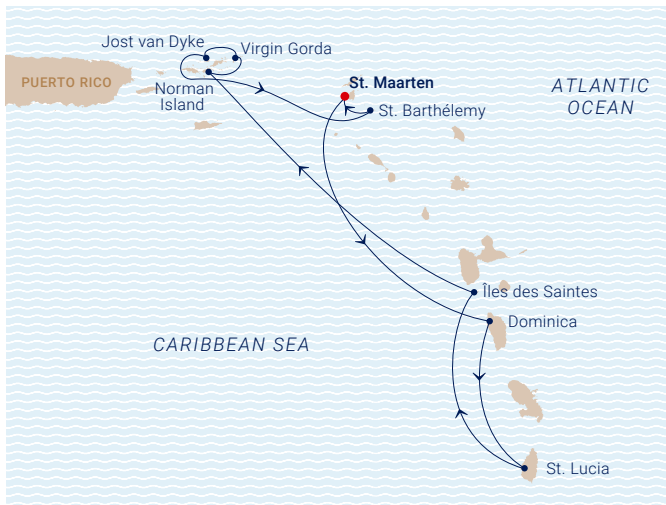 Jost van Dyke
Virgin Gorda
PUERTO RICO
Norman
Island
St. Maarten
St. Barthélemy
ATLANTIC
OCEAN
Îles des Saintes
Dominica
CARIBBEAN SEA
St. Lucia